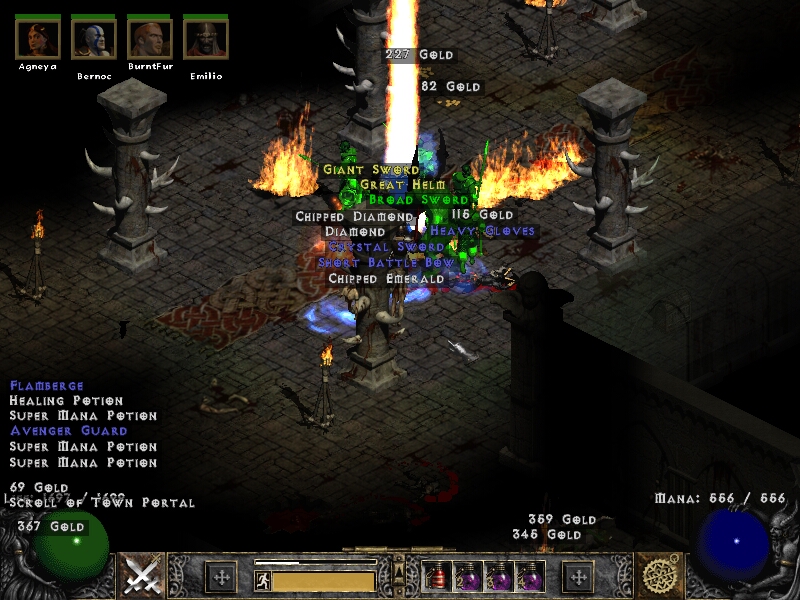 Agneya
Bernoc
BurntFur
Emilio
227 Gold
82 Gold
Giant Sword
Great Helm
Broad Sword
Chipped Diamond
115 Gold
Diamond
Heavy Gloves
Crystal Sword
Short Battle Bow
Chipped Emerald
Flamberge
Healing Potion
Super Mana Potion
Avenger Guard
Super Mana Potion
Super Mana Potion
69 Gold
Scroll of Town Portal
Mana: 556 / 556
367 Gold
359 Gold
345 Gold